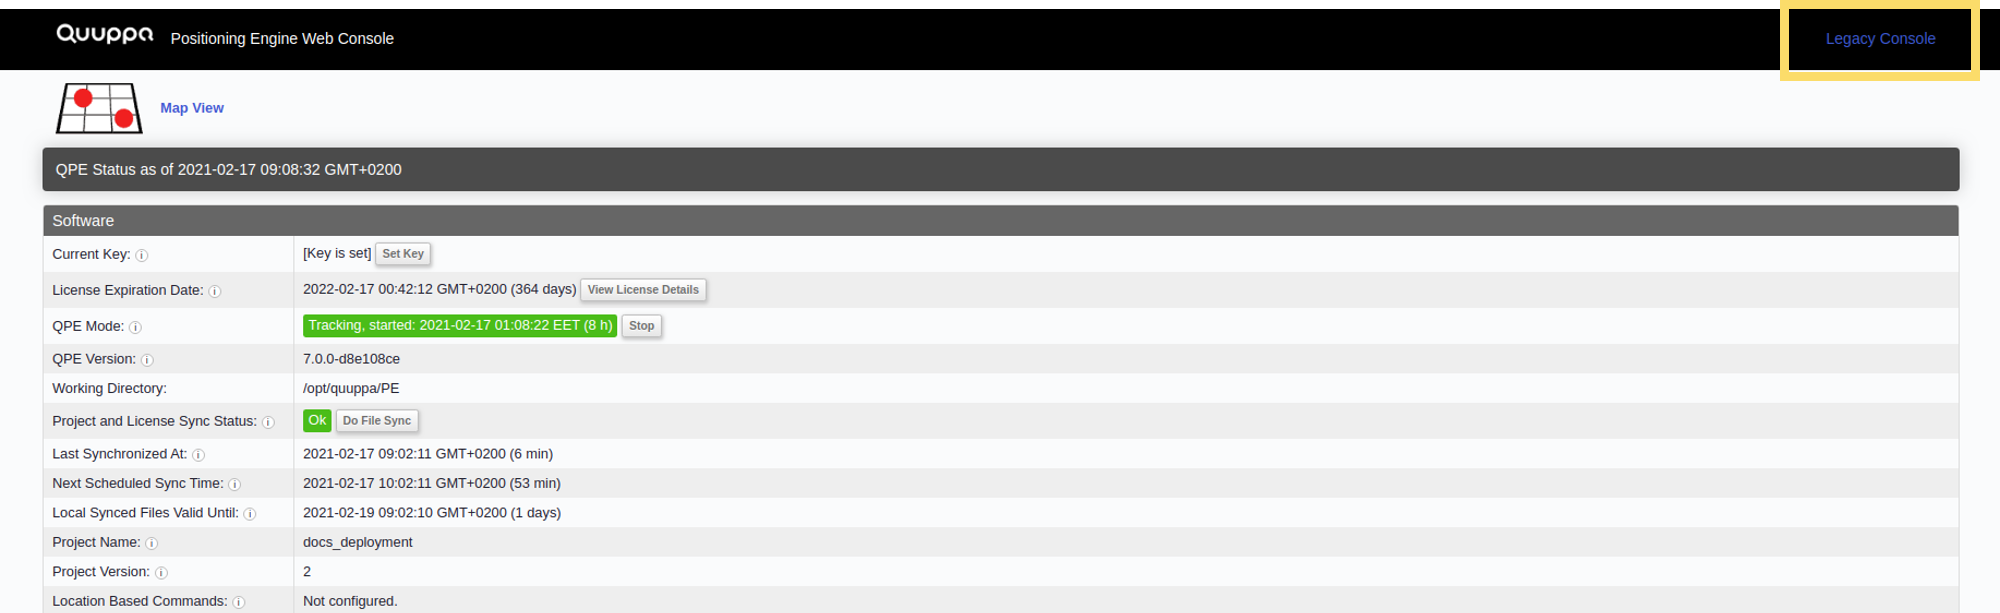 Quuppa Positioning Engine Web Console Legacy Console
Map View
QPE Status as of 2021-02-17 09:08:32 GMT+0200
Software
Current Key: i [Key is set] Set Key
License Expiration Date: i 2022-02-17 00:42:12 GMT+0200 (364 days) View License Details
QPE Mode: i Tracking, started: 2021-02-17 01:08:22 EET (8 h) Stop
QPE Version: i 7.0.0-d8e108ce
Working Directory: /opt/quuppa/PE
Project and License Sync Status: i Ok Do File Sync
Last Synchronized At: i 2021-02-17 09:02:11 GMT+0200 (6 min)
Next Scheduled Sync Time: i 2021-02-17 10:02:11 GMT+0200 (53 min)
Local Synced Files Valid Until: i 2021-02-19 09:02:10 GMT+0200 (1 days)
Project Name: i docs_deployment
Project Version: i 2
Location Based Commands: i Not configured.